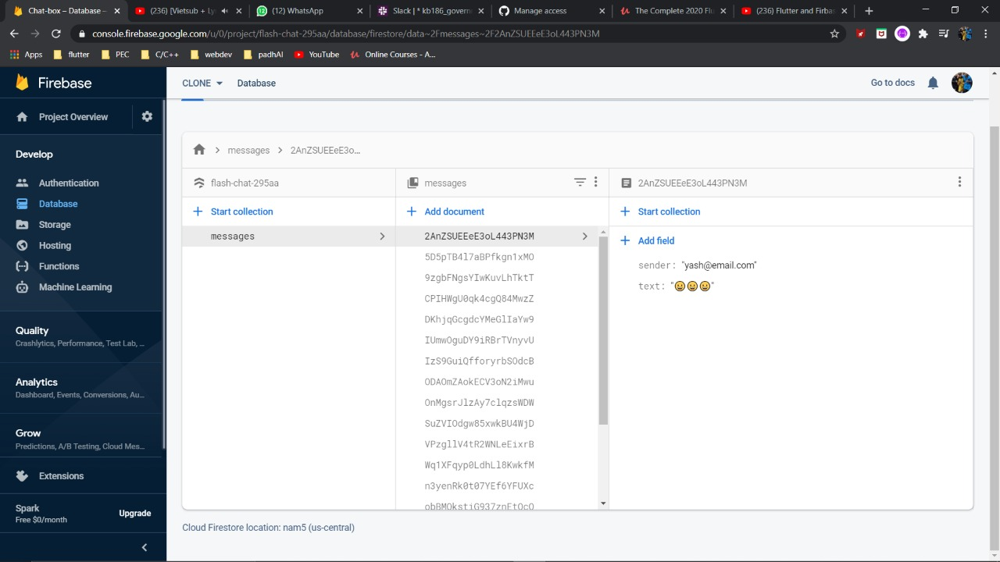 Chat-box – Database –
(236) [Vietsub + Ly
(12) WhatsApp
Slack | * kb186_govern
Manage access
The Complete 2020 Flu
(236) Flutter and Firbas
console.firebase.google.com/u/0/project/flash-chat-295aa/database/firestore/data~2Fmessages~2F2AnZSUEEeE3oL443PN3M
Apps
flutter
PEC
C/C++
webdev
padhAI
YouTube
Online Courses - A...
Firebase
CLONE
Database
Go to docs
Project Overview
Develop
Authentication
Database
Storage
Hosting
Functions
Machine Learning
Quality
Crashlytics, Performance, Test Lab, ...
Analytics
Dashboard, Events, Conversions, Au...
Grow
Predictions, A/B Testing, Cloud Mes...
Extensions
Spark
Free $0/month
Upgrade
messages
2AnZSUEEeE3o...
flash-chat-295aa
Start collection
messages
messages
Add document
2AnZSUEEeE3oL443PN3M
5D5pTB4l7aBPfkgn1xMO
9zgbFNgsYIwKuvLhTktT
CPIHWgU0qk4cgQ84MwzZ
DKhjqGcgdcYMeGlIaYw9
IUmwOguDY9iRBrTVnyvU
IzS9GuiQfforyrbSOdcB
ODAOmZAokECV3oN2iMwu
OnMgsrJlzAy7clqzsWDW
SuZVIOdgw85xwkBU4WjD
VPzgllV4tR2WNLeEixrB
Wq1XFqyp0LdhLl8KwkfM
n3yenRk0t07YEf6YFUXc
obBMOkstiG937znEtOcO
2AnZSUEEeE3oL443PN3M
Start collection
Add field
sender: "yash@email.com"
text: "😀😀😀"
Cloud Firestore location: nam5 (us-central)